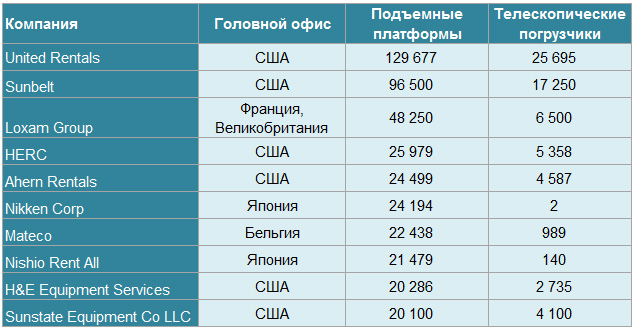 Компания Головной офис Подъемные платформы Телескопические погрузчики
United Rentals США 129 677 25 695
Sunbelt США 96 500 17 250
Loxam Group Франция, Великобритания 48 250 6 500
HERC США 25 979 5 358
Ahern Rentals США 24 499 4 587
Nikken Corp Япония 24 194 2
Mateco Бельгия 22 438 989
Nishio Rent All Япония 21 479 140
H&E Equipment Services США 20 286 2 735
Sunstate Equipment Co LLC США 20 100 4 100